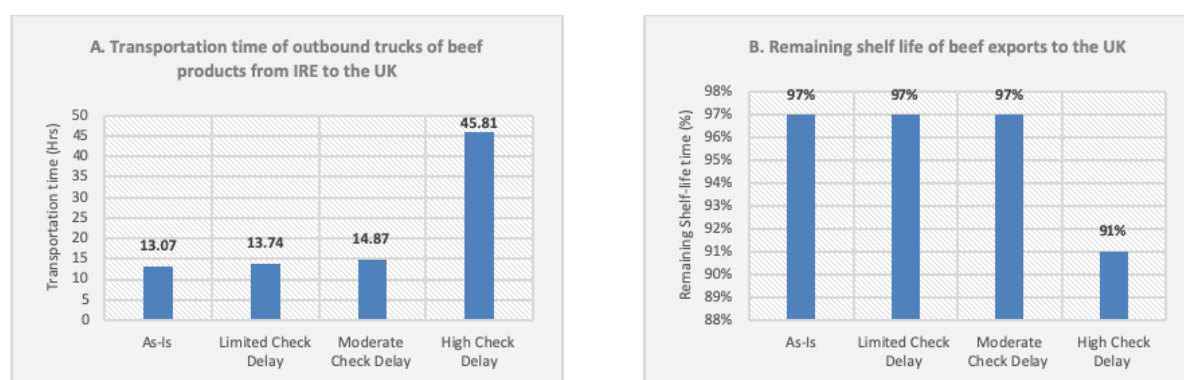 A. Transportation time of outbound trucks of beef
products from IRE to the UK
Transportation time (Hrs)
50
45
40
35
30
25
20
15
10
5
0
13.07
13.74
14.87
45.81
As-Is
Limited Check
Delay
Moderate
Check Delay
High Check
Delay
B. Remaining shelf life of beef exports to the UK
Remaining Shelf-life time (%)
98%
97%
96%
95%
94%
93%
92%
91%
90%
89%
88%
97%
97%
97%
91%
As-Is
Limited Check
Delay
Moderate
Check Delay
High Check
Delay